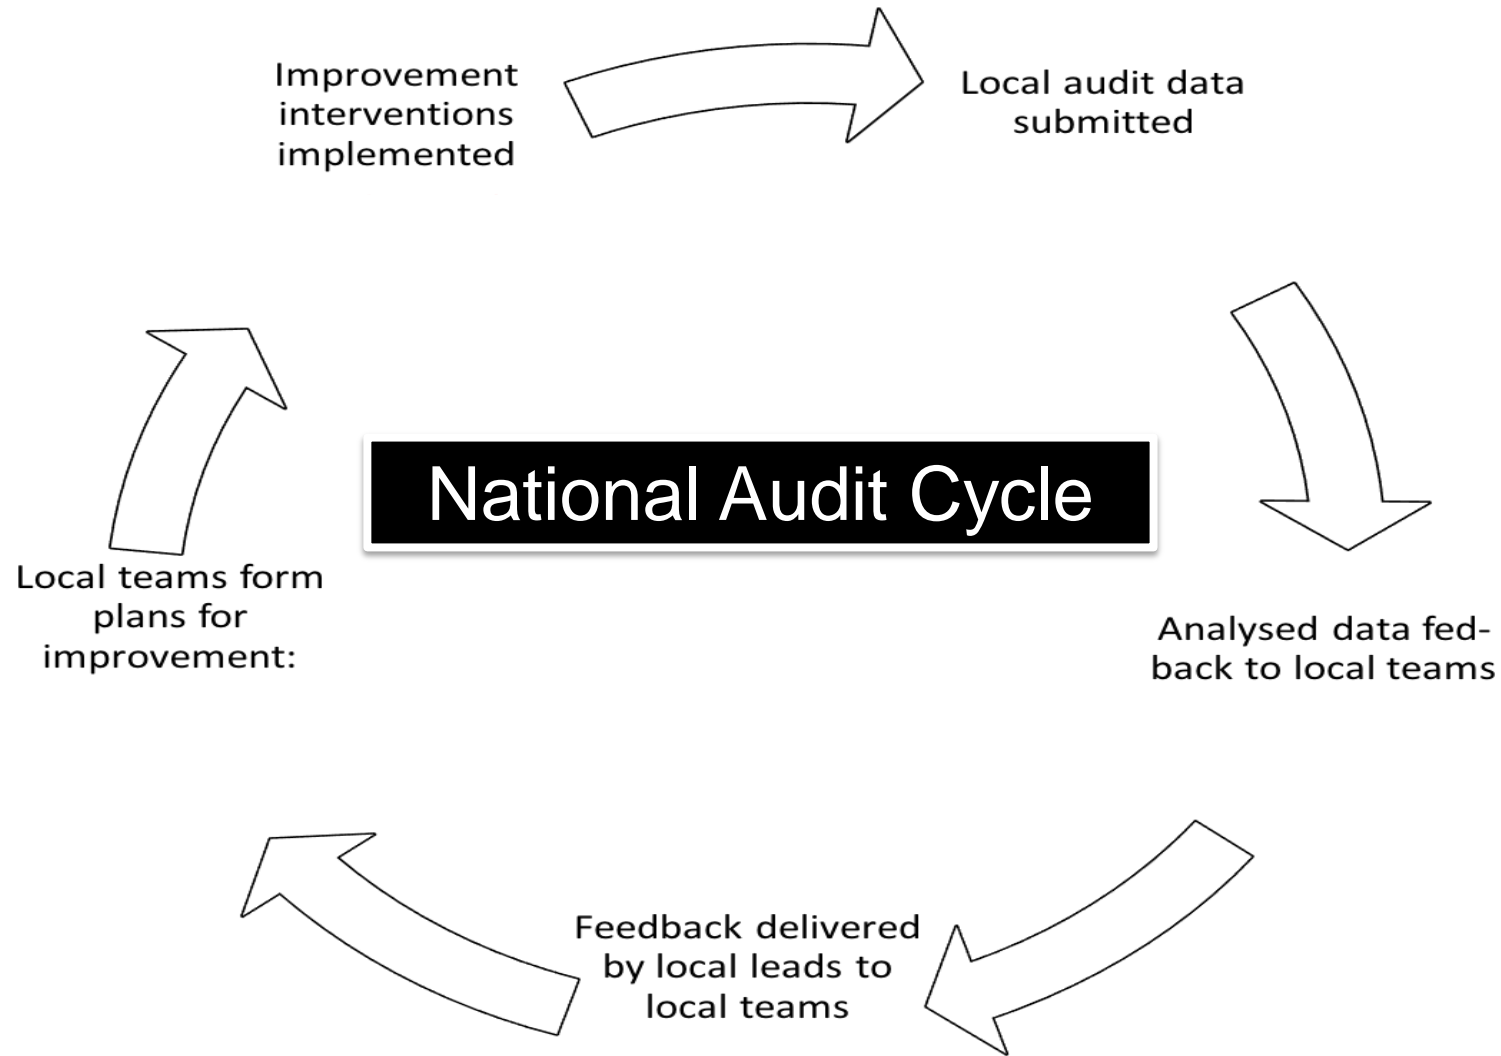 Improvement
interventions
implemented
Local audit data
submitted
National Audit Cycle
Local teams form
plans for
improvement:
Analysed data fed-
back to local teams
Feedback delivered
by local leads to
local teams